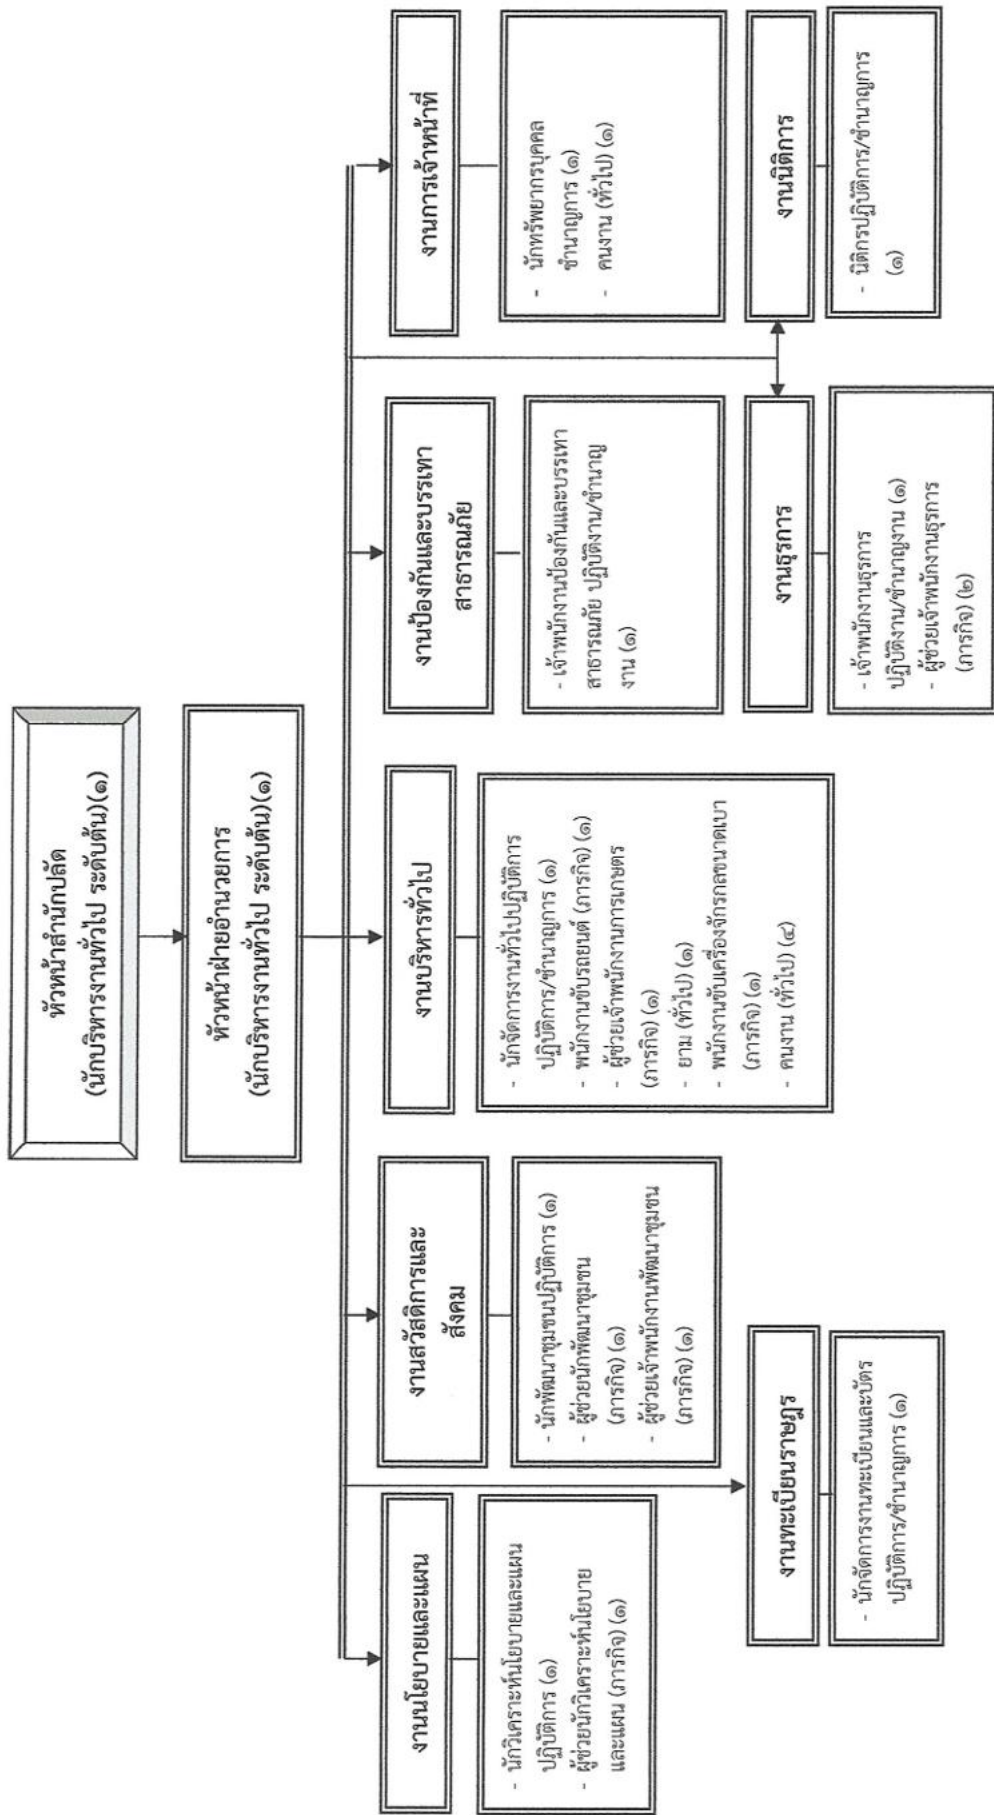 หัวหน้าสำนักปลัด
(นักบริหารงานทั่วไป ระดับต้น)(๑)
หัวหน้าฝ่ายอำนวยการ
(นักบริหารงานทั่วไป ระดับต้น)(๑)
งานนโยบายและแผน
- นักวิเคราะห์นโยบายและแผน
ปฏิบัติการ (๑)
- ผู้ช่วยนักวิเคราะห์นโยบาย
และแผน (ภารกิจ) (๑)
งานสวัสดิการและ
สังคม
- นักพัฒนาชุมชนปฏิบัติการ (๑)
- ผู้ช่วยนักพัฒนาชุมชน
(ภารกิจ) (๑)
- ผู้ช่วยเจ้าพนักงานพัฒนาชุมชน
(ภารกิจ) (๑)
งานบริหารทั่วไป
- นักจัดการงานทั่วไปปฏิบัติการ
ปฏิบัติการ/ชำนาญการ (๑)
- พนักงานขับรถยนต์ (ภารกิจ) (๑)
- ผู้ช่วยเจ้าพนักงานการเกษตร
(ภารกิจ) (๑)
- ยาม (ทั่วไป) (๑)
- พนักงานขับเครื่องจักรกลขนาดเบา
(ภารกิจ) (๑)
- คนงาน (ทั่วไป) (๔)
งานป้องกันและบรรเทา
สาธารณภัย
- เจ้าพนักงานป้องกันและบรรเทา
สาธารณภัย ปฏิบัติงาน/ชำนาญ
งาน (๑)
งานการเจ้าหน้าที่
- นักทรัพยากรบุคคล
ชำนาญการ (๑)
- คนงาน (ทั่วไป) (๑)
งานทะเบียนราษฎร
- นักจัดการงานทะเบียนและบัตร
ปฏิบัติการ/ชำนาญการ (๑)
งานธุรการ
- เจ้าพนักงานธุรการ
ปฏิบัติงาน/ชำนาญงาน (๑)
- ผู้ช่วยเจ้าพนักงานธุรการ
(ภารกิจ) (๒)
งานนิติการ
- นิติกรปฏิบัติการ/ชำนาญการ
(๑)